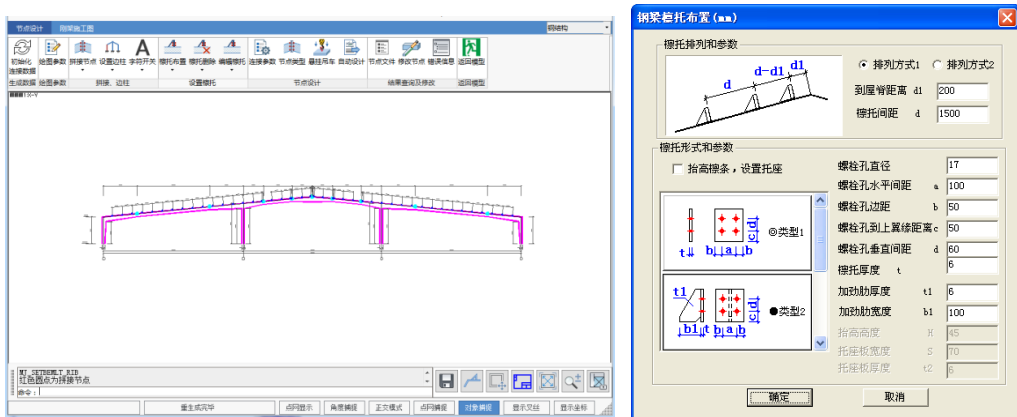 节点设计 刚架施工图 钢结构
初始化 连接数据 绘图参数 拼接节点 设置边柱 字符开关 檩托布置 檩托删除 编辑檩托 连接参数 节点类型 悬挂吊车 自动设计 节点文件 修改节点 错误信息 返回模型
生成数据 绘图参数 拼接、边柱 设置檩托 节点设计 结果查询及修改 返回模型
MJ_SETBEMLT_RIB
红色圆点为拼接节点
命令:
重生成完毕 点网显示 角度捕捉 正交模式 点网捕捉 对象捕捉 显示叉丝 显示坐标
钢梁檩托布置(mm)
檩托排列和参数
d d-d1 d1
排列方式1 排列方式2
到屋脊距离 d1 200
檩托间距 d 1500
檩托形式和参数
抬高檩条,设置托座
t b a b c d 类型1
t1 b1 t b a b c d 类型2
螺栓孔直径 17
螺栓孔水平间距 a 100
螺栓孔边距 b 50
螺栓孔到上翼缘距离c 50
螺栓孔垂直间距 d 60
檩托厚度 t 6
加劲肋厚度 t1 6
加劲肋宽度 b1 100
抬高高度 H 45
托座板宽度 S 70
托座板厚度 t2 6
确定 取消